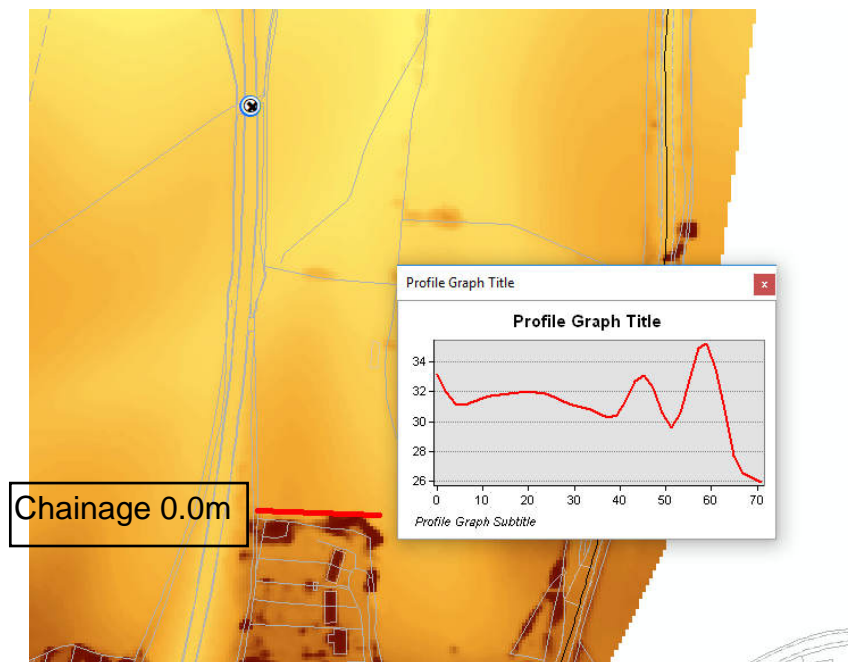 Profile Graph Title
x
Profile Graph Title
34
32
30
28
26
0 10 20 30 40 50 60 70
Profile Graph Subtitle
Chainage 0.0m